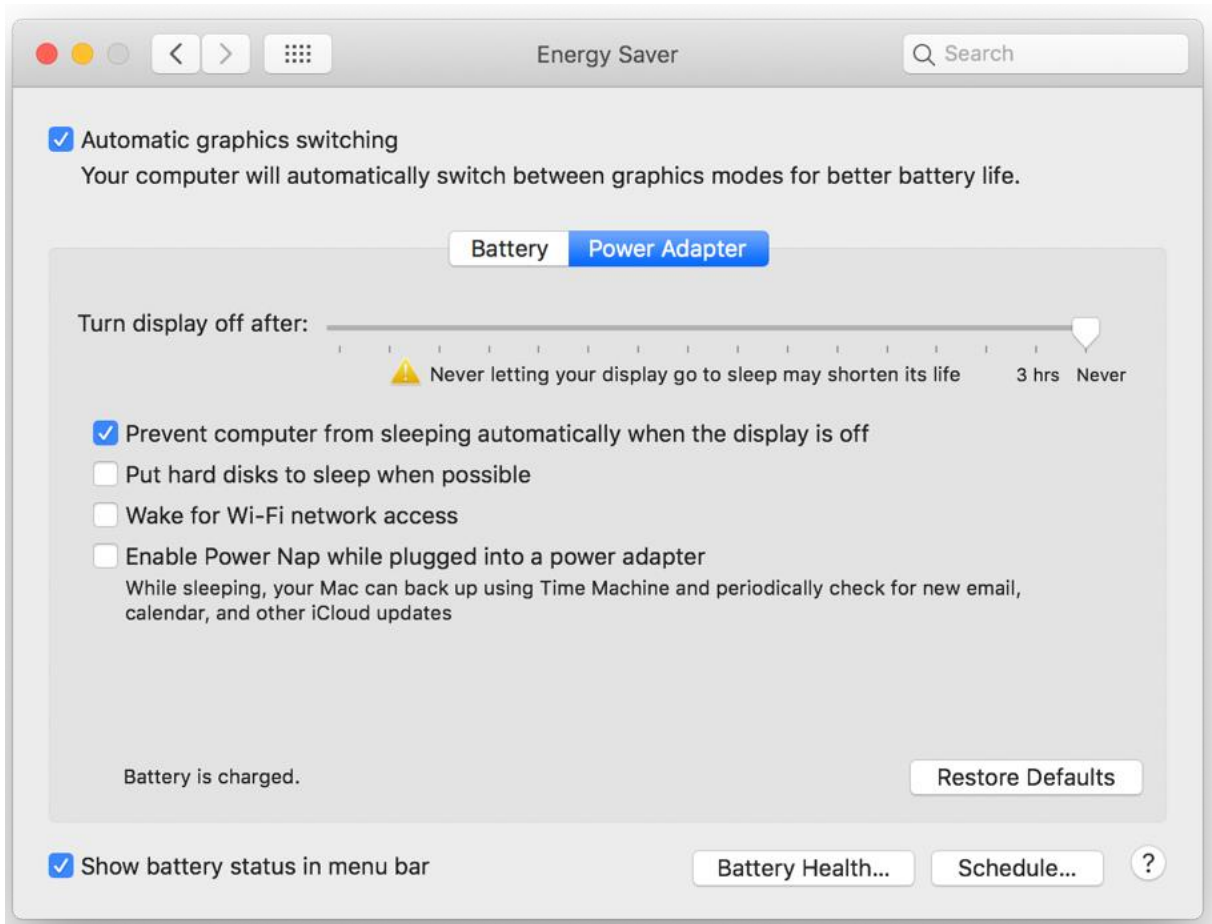 Energy Saver
Search
Automatic graphics switching
Your computer will automatically switch between graphics modes for better battery life.
Battery Power Adapter
Turn display off after:
Never letting your display go to sleep may shorten its life 3 hrs Never
Prevent computer from sleeping automatically when the display is off
Put hard disks to sleep when possible
Wake for Wi-Fi network access
Enable Power Nap while plugged into a power adapter
While sleeping, your Mac can back up using Time Machine and periodically check for new email,
calendar, and other iCloud updates
Battery is charged.
Restore Defaults
Show battery status in menu bar
Battery Health... Schedule... ?